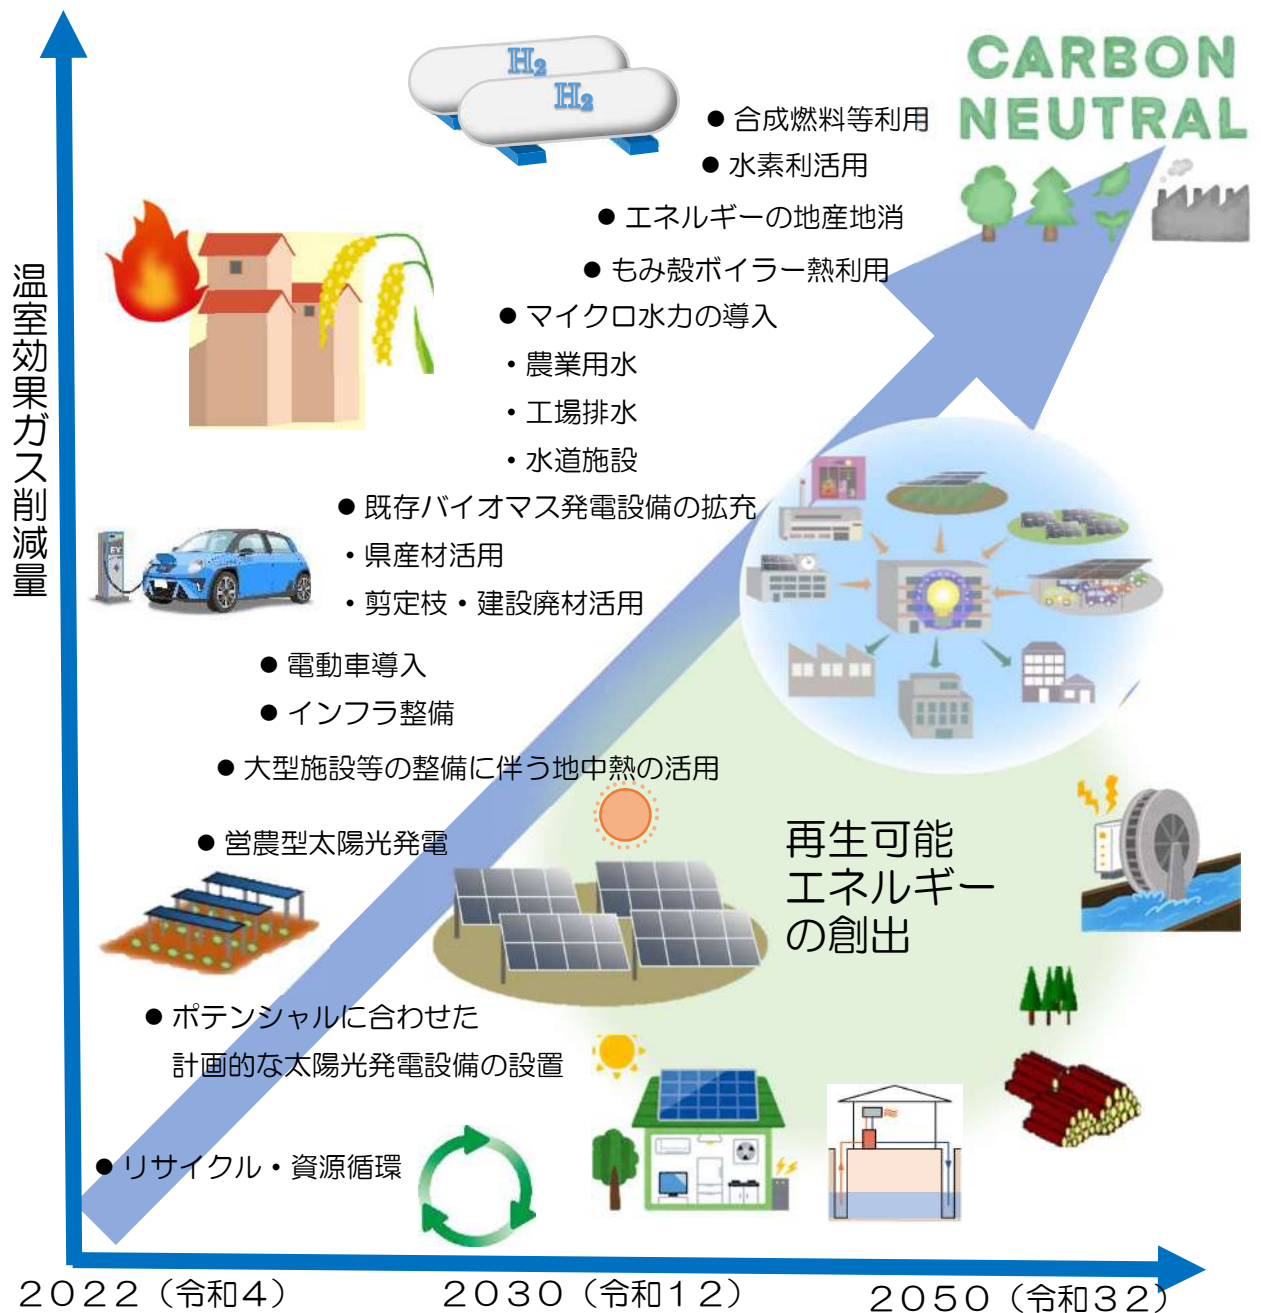 H₂
H₂
CARBON
NEUTRAL
● 合成燃料等利用
● 水素利活用
● エネルギーの地産地消
● もみ殻ボイラー熱利用
● マイクロ水力の導入
・農業用水
・工場排水
・水道施設
● 既存バイオマス発電設備の拡充
・県産材活用
・剪定枝・建設廃材活用
● 電動車導入
● インフラ整備
● 大型施設等の整備に伴う地中熱の活用
● 営農型太陽光発電
● ポテンシャルに合わせた
計画的な太陽光発電設備の設置
● リサイクル・資源循環
温室効果ガス削減量
EV
再生可能
エネルギー
の創出
２０２２（令和４）
２０３０（令和１２）
２０５０（令和３２）